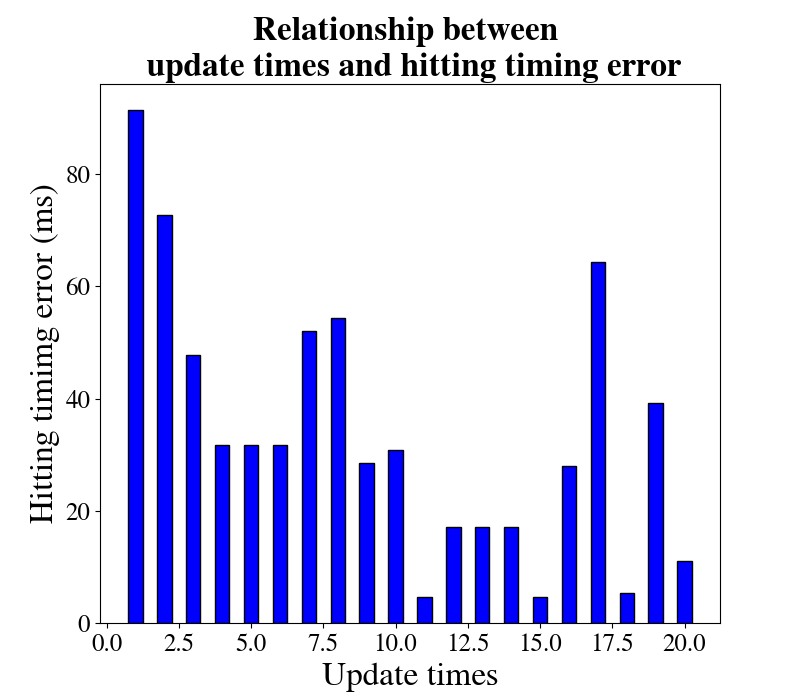 Relationship between
update times and hitting timing error
Hitting timimg error (ms)
80
60
40
20
0
0.0 2.5 5.0 7.5 10.0 12.5 15.0 17.5 20.0
Update times